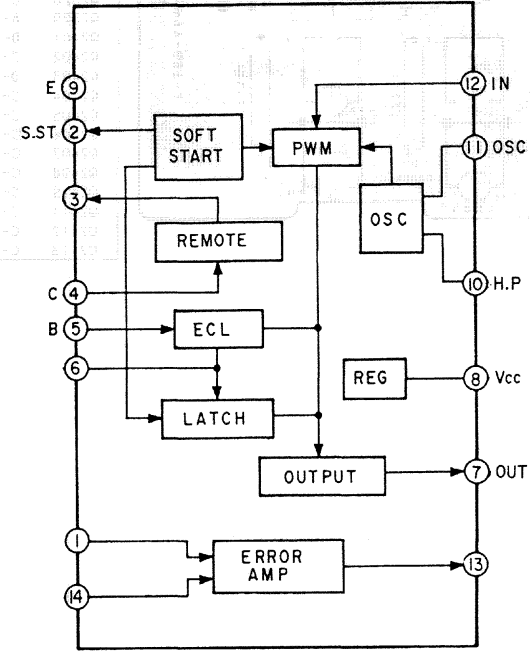 E 9
12 IN
S.ST 2
SOFT
START
PWM
11 OSC
3
REMOTE
OSC
C 4
10 H.P
B 5
ECL
6
REG
8 Vcc
LATCH
OUTPUT
7 OUT
1
ERROR
AMP
13
14